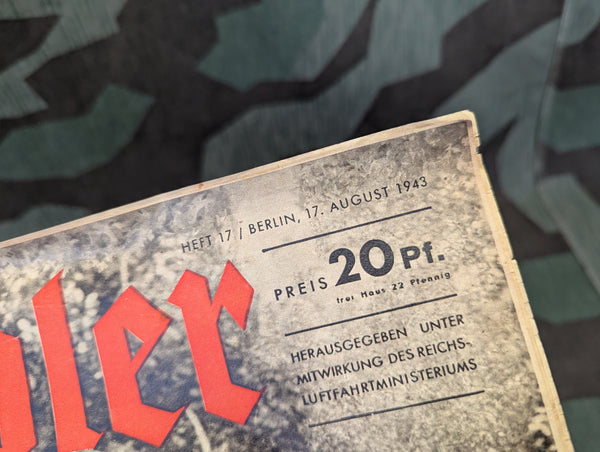 HEFT 17 / BERLIN, 17. AUGUST 1943
PREIS 20 Pf.
frei Haus 22 Pfennig
HERAUSGEGEBEN UNTER
MITWIRKUNG DES REICHS-
LUFTFAHRTMINISTERIUMS
dler